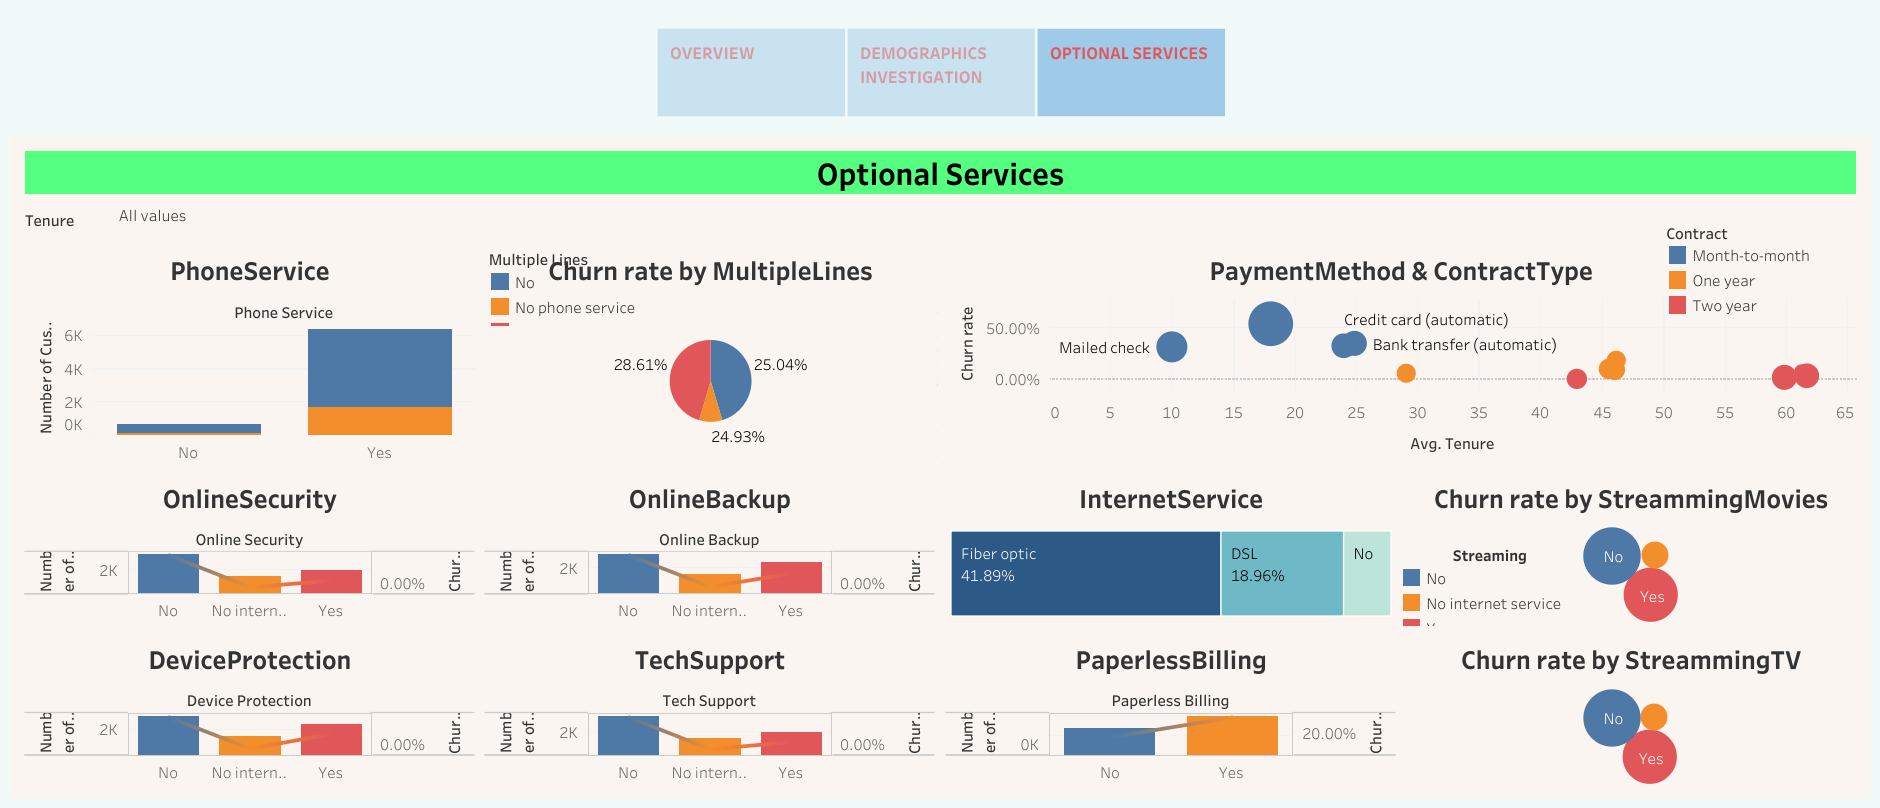 OVERVIEW
DEMOGRAPHICS
INVESTIGATION
OPTIONAL SERVICES
Optional Services
Tenure
All values
PhoneService
Phone Service
Number of Cus..
6K
4K
2K
0K
No
Yes
Multiple Lines
No
No phone service
Churn rate by MultipleLines
28.61%
25.04%
24.93%
PaymentMethod & ContractType
Contract
Month-to-month
One year
Two year
Churn rate
50.00%
0.00%
Mailed check
Credit card (automatic)
Bank transfer (automatic)
0 5 10 15 20 25 30 35 40 45 50 55 60 65
Avg. Tenure
OnlineSecurity
Online Security
Numb
er of..
2K
0.00%
Chur..
No
No intern..
Yes
OnlineBackup
Online Backup
Numb
er of..
2K
0.00%
Chur..
No
No intern..
Yes
InternetService
Fiber optic
41.89%
DSL
18.96%
No
Churn rate by StreammingMovies
Streaming
No
No internet service
No
Yes
DeviceProtection
Device Protection
Numb
er of..
2K
0.00%
Chur..
No
No intern..
Yes
TechSupport
Tech Support
Numb
er of..
2K
0.00%
Chur..
No
No intern..
Yes
PaperlessBilling
Paperless Billing
Numb
er of..
0K
20.00%
Chur..
No
Yes
Churn rate by StreammingTV
No
Yes